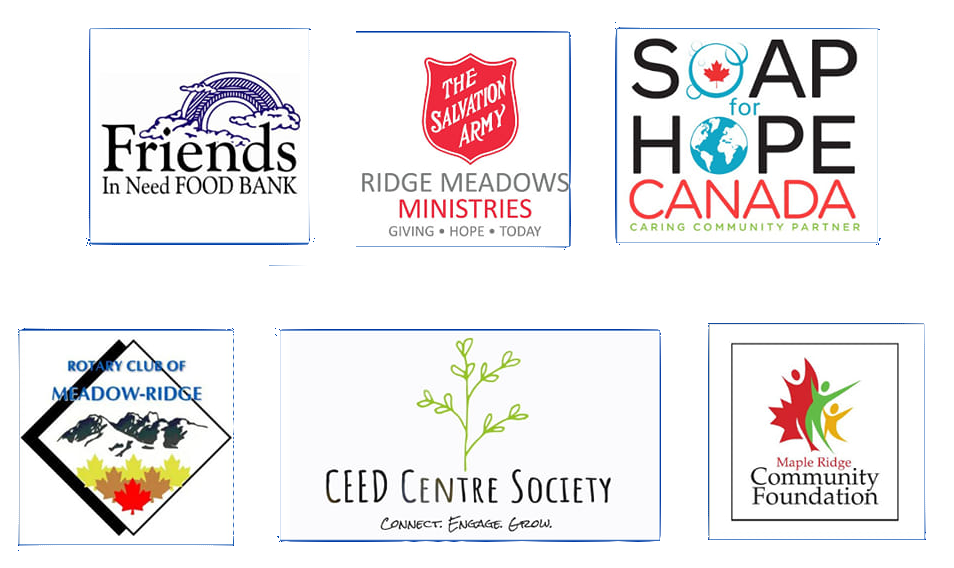 Friends
In Need FOOD BANK
THE
SALVATION
ARMY
RIDGE MEADOWS
MINISTRIES
GIVING • HOPE • TODAY
SOAP
for
HOPE
CANADA
CARING COMMUNITY PARTNER
ROTARY CLUB OF
MEADOW-RIDGE
CEED CENTRE SOCIETY
CONNECT. ENGAGE. GROW.
Maple Ridge
Community
Foundation